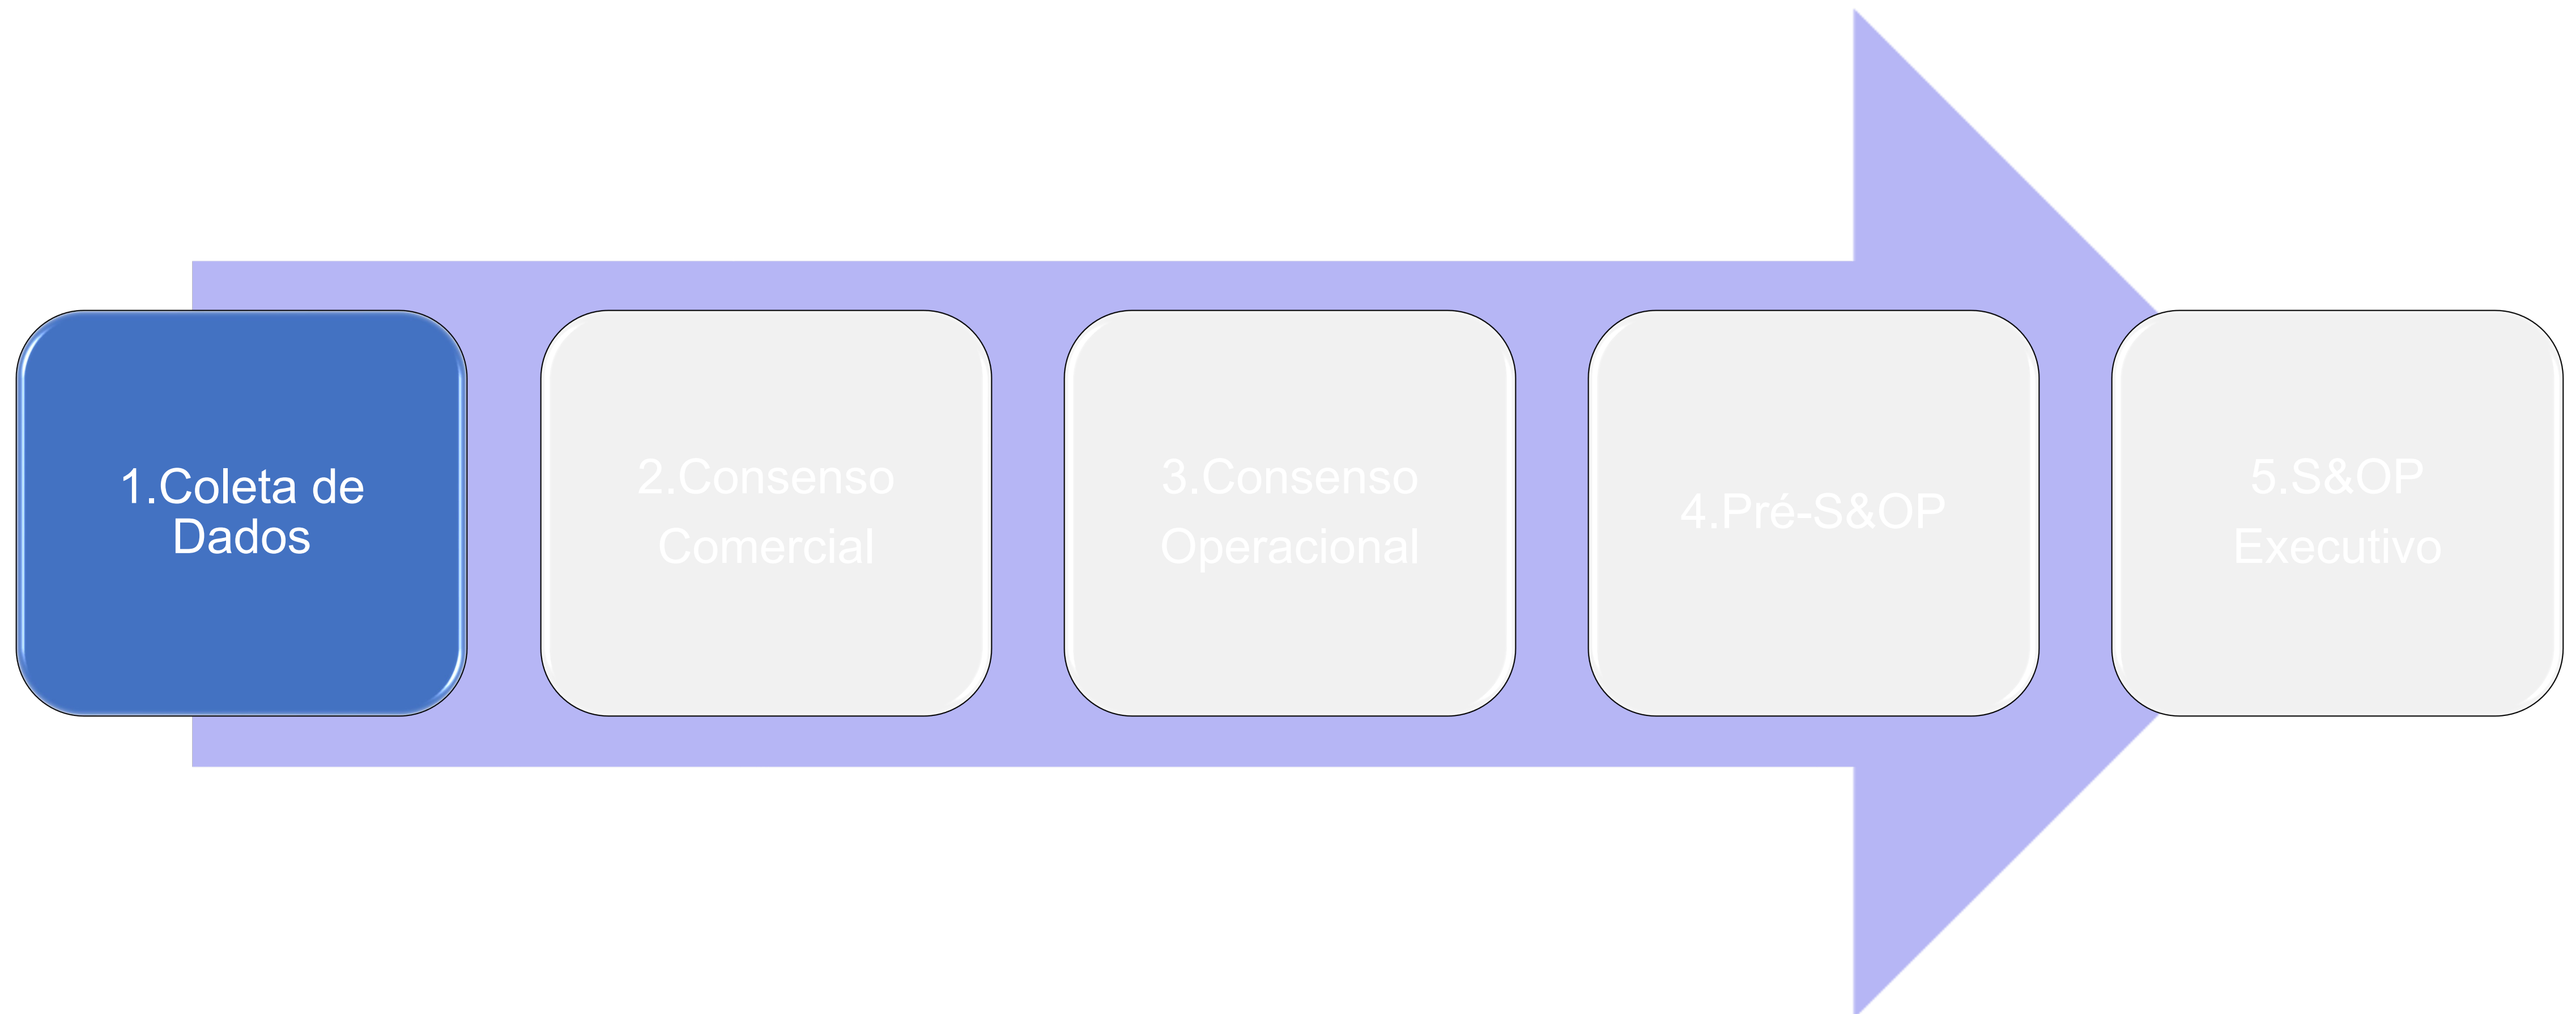 1.Coleta de
Dados
2.Consenso
Comercial
3.Consenso
Operacional
4.Pré-S&OP
5.S&OP
Executivo